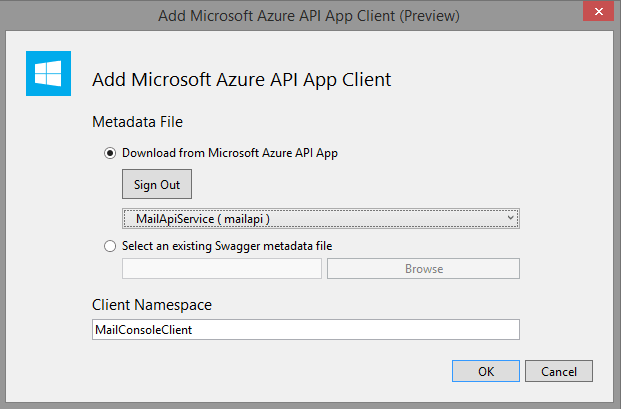 Add Microsoft Azure API App Client (Preview)
Add Microsoft Azure API App Client
Metadata File
Download from Microsoft Azure API App
Sign Out
MailApiService ( mailapi )
Select an existing Swagger metadata file
Browse
Client Namespace
MailConsoleClient
OK Cancel